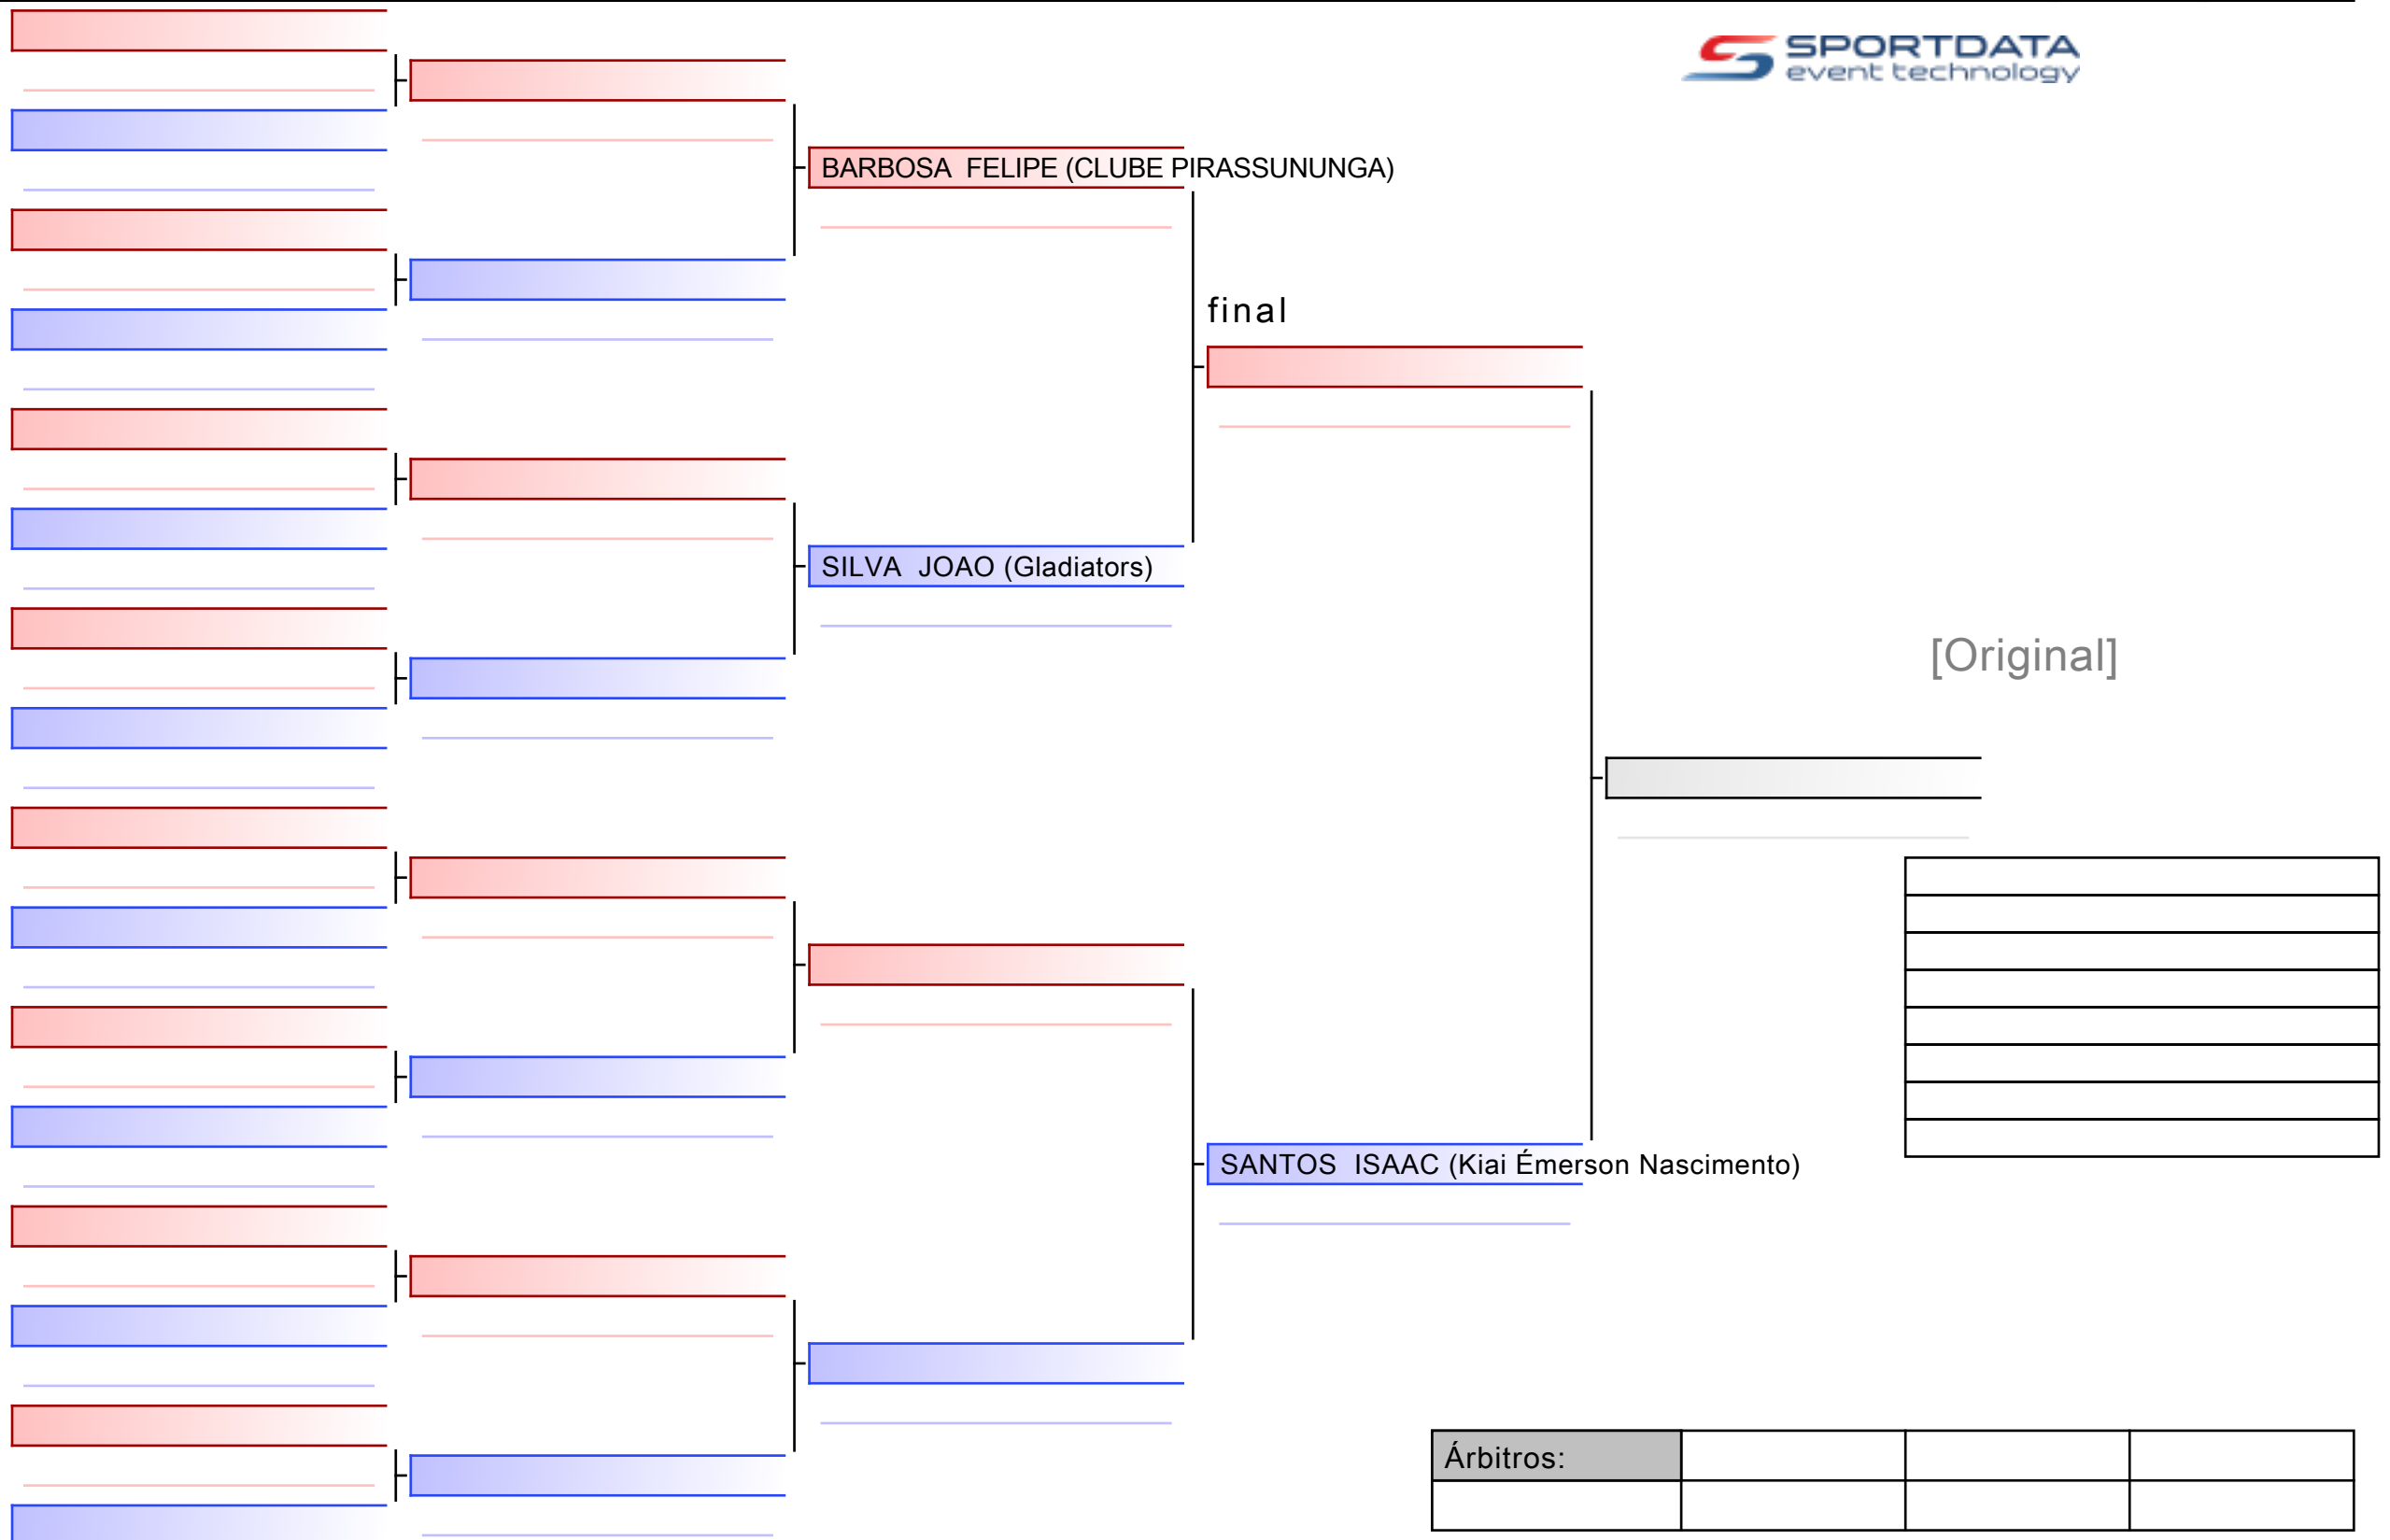 SPORTDATA
event technology
BARBOSA  FELIPE (CLUBE PIRASSUNUNGA)
final
SILVA  JOAO (Gladiators)
[Original]
SANTOS  ISAAC (Kiai Émerson Nascimento)
Árbitros: